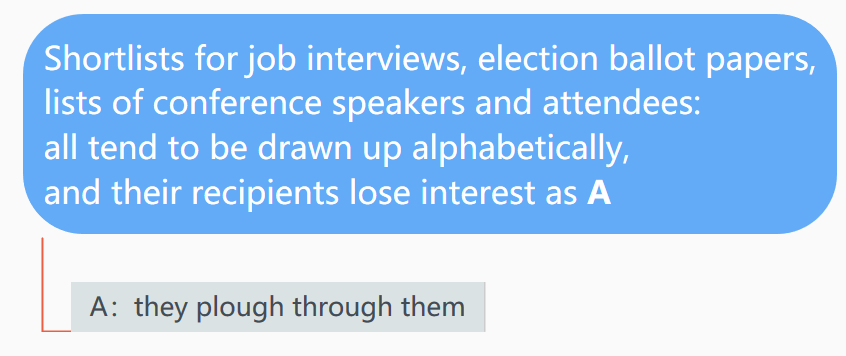 Shortlists for job interviews, election ballot papers,
lists of conference speakers and attendees:
all tend to be drawn up alphabetically,
and their recipients lose interest as A
A：they plough through them